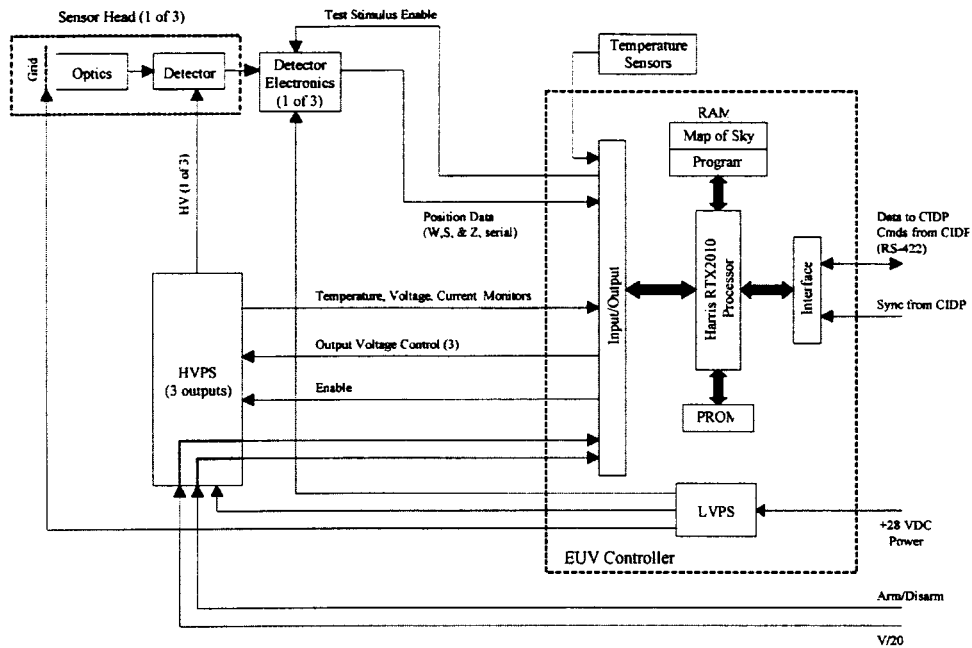 Sensor Head (1 of 3)
Test Stimulus Enable
Grid
Optics
Detector
Detector
Electronics
(1 of 3)
Temperature
Sensors
RAM
Map of Sky
Program
HV (1 of 3)
Position Data
(W,S, & Z, serial)
Data to CIDP
Cmds from CIDP
(RS-422)
Input/Output
Harris RTX2010
Processor
Interface
Temperature, Voltage, Current Monitors
Sync from CIDP
Output Voltage Control (3)
HVPS
(3 outputs)
Enable
PROM
LVPS
+28 VDC
Power
EUV Controller
Arm/Disarm
V/20